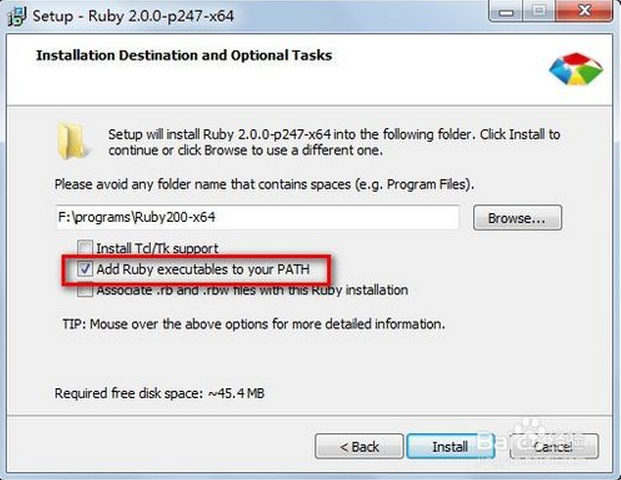 Setup - Ruby 2.0.0-p247-x64
Installation Destination and Optional Tasks
Setup will install Ruby 2.0.0-p247-x64 into the following folder. Click Install to
continue or click Browse to use a different one.
Please avoid any folder name that contains spaces (e.g. Program Files).
F:\programs\Ruby200-x64
Browse...
Install Tcl/Tk support
Add Ruby executables to your PATH
Associate .rb and .rbw files with this Ruby installation
TIP: Mouse over the above options for more detailed information.
Required free disk space: ~45.4 MB
< Back
Install
Cancel